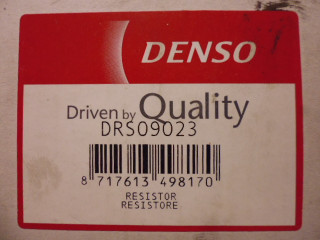 DENSO
Driven by Quality
DRS09023
8 717613 498170
RESISTOR
RESISTORE